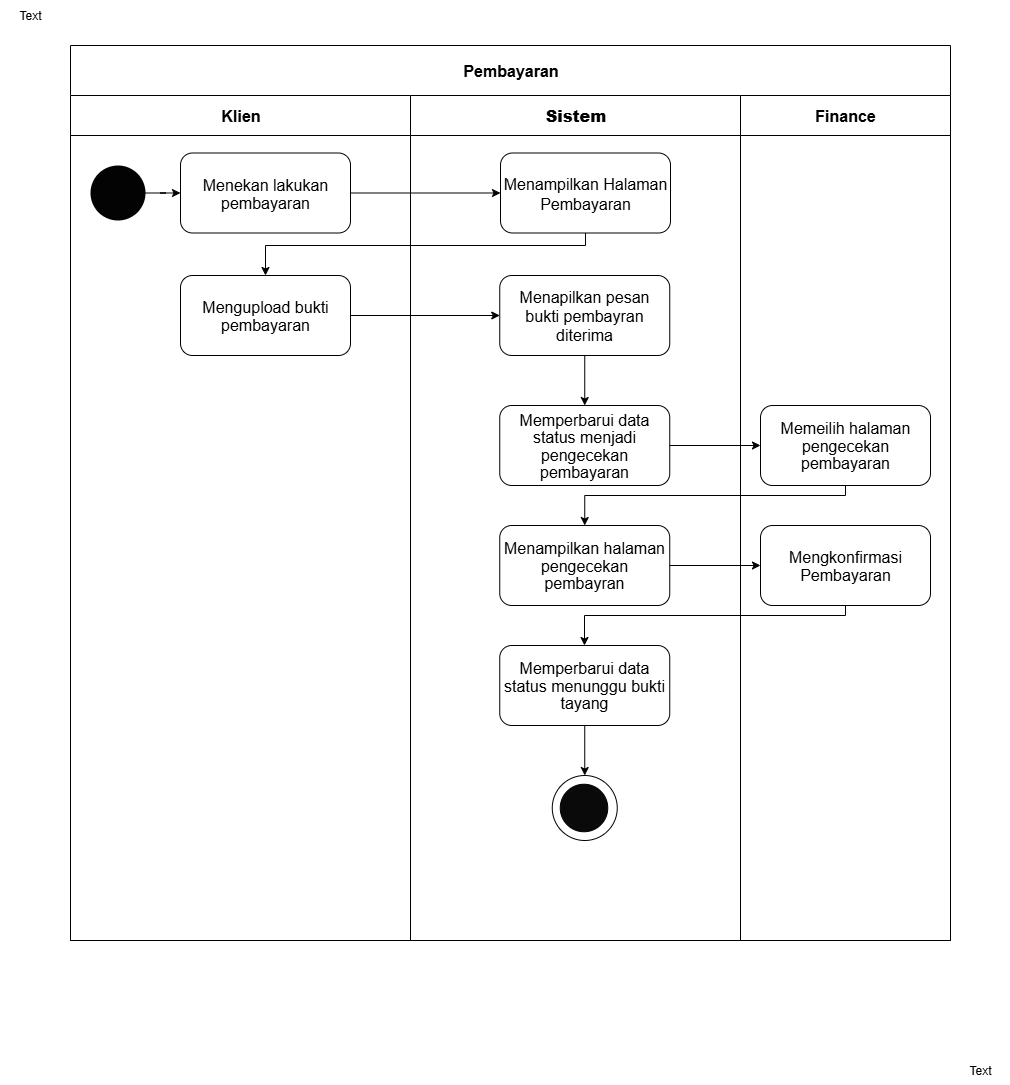 Text
Pembayaran
Klien
Sistem
Finance
Menekan lakukan
pembayaran
Menampilkan Halaman
Pembayaran
Mengupload bukti
pembayaran
Menapilkan pesan
bukti pembayran
diterima
Memperbarui data
status menjadi
pengecekan
pembayaran
Memeilih halaman
pengecekan
pembayaran
Menampilkan halaman
pengecekan
pembayran
Mengkonfirmasi
Pembayaran
Memperbarui data
status menunggu bukti
tayang
Text